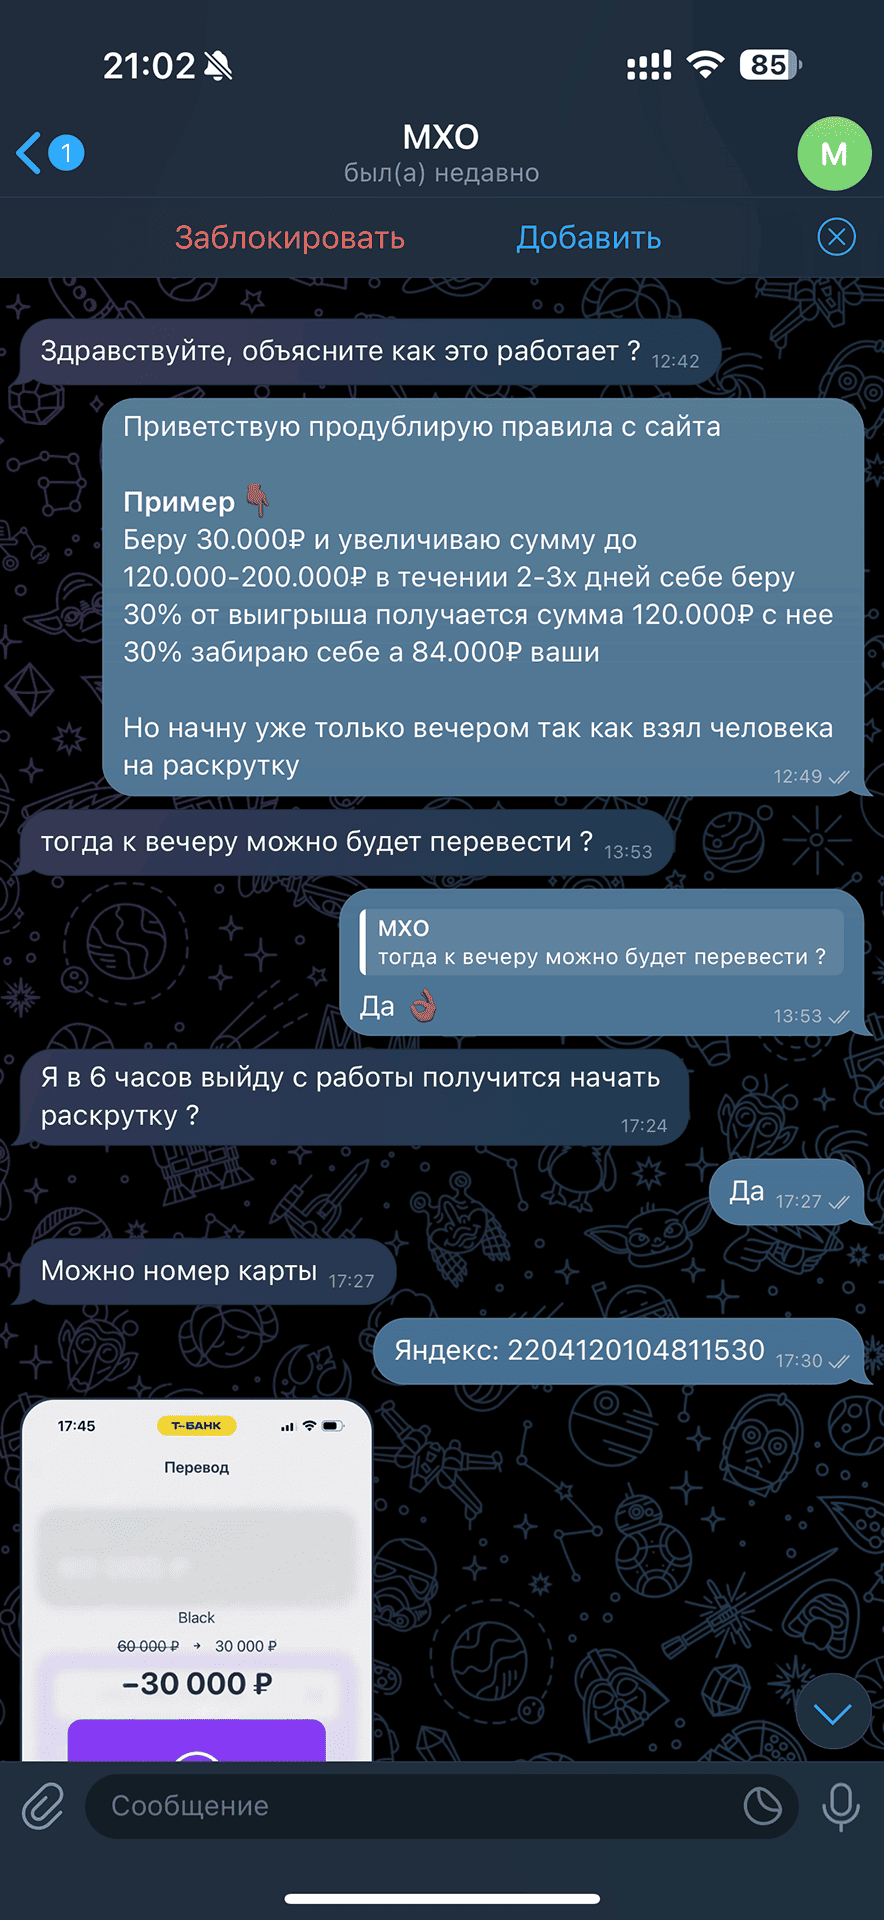 21:02
85
1
МХО
был(а) недавно
М
Заблокировать
Добавить
Здравствуйте, объясните как это работает ? 12:42
Приветствую продублирую правила с сайта
Пример
Беру 30.000₽ и увеличиваю сумму до
120.000-200.000₽ в течении 2-3х дней себе беру
30% от выигрыша получается сумма 120.000₽ с нее
30% забираю себе а 84.000₽ ваши
Но начну уже только вечером так как взял человека
на раскрутку
12:49
тогда к вечеру можно будет перевести ? 13:53
МХО
тогда к вечеру можно будет перевести ?
Да
13:53
Я в 6 часов выйду с работы получится начать
раскрутку ?
17:24
Да 17:27
Можно номер карты 17:27
Яндекс: 2204120104811530 17:30
17:45
Т-БАНК
Перевод
Black
60 000 ₽ → 30 000 ₽
–30 000 ₽
Сообщение